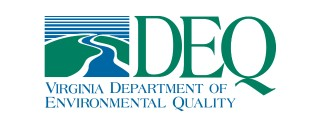 DEQ
VIRGINIA DEPARTMENT OF
ENVIRONMENTAL QUALITY